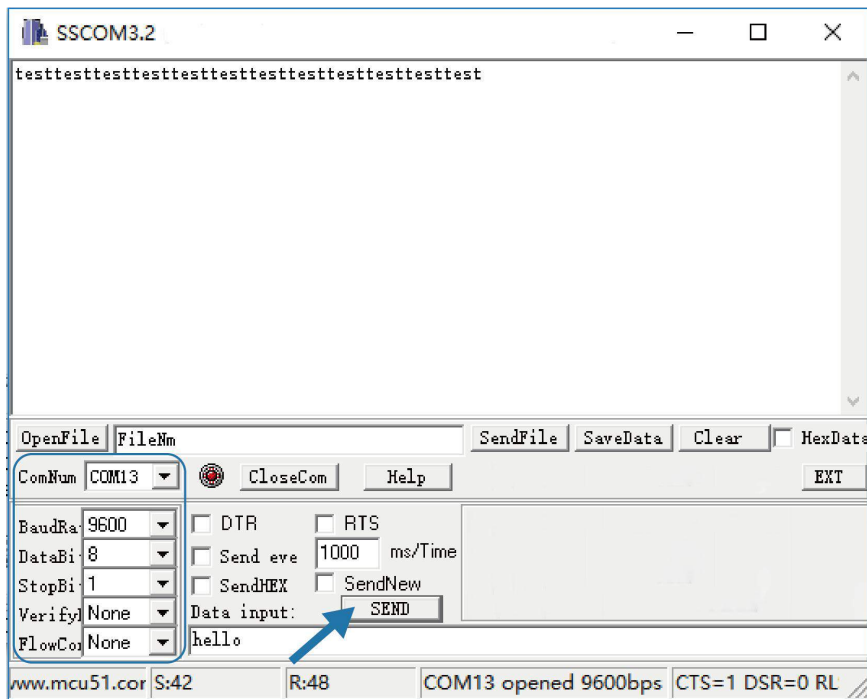 SSCOM3.2
testtesttesttesttesttesttesttesttesttesttesttest
OpenFile FileNm SendFile SaveData Clear HexData
ComNum COM13 CloseCom Help EXT
BaudRa 9600 DTR RTS
DataBi 8 Send eve 1000 ms/Time
StopBi 1 SendHEX SendNew
Verify None Data input: SEND
FlowCo None hello
www.mcu51.cor S:42 R:48 COM13 opened 9600bps CTS=1 DSR=0 RL